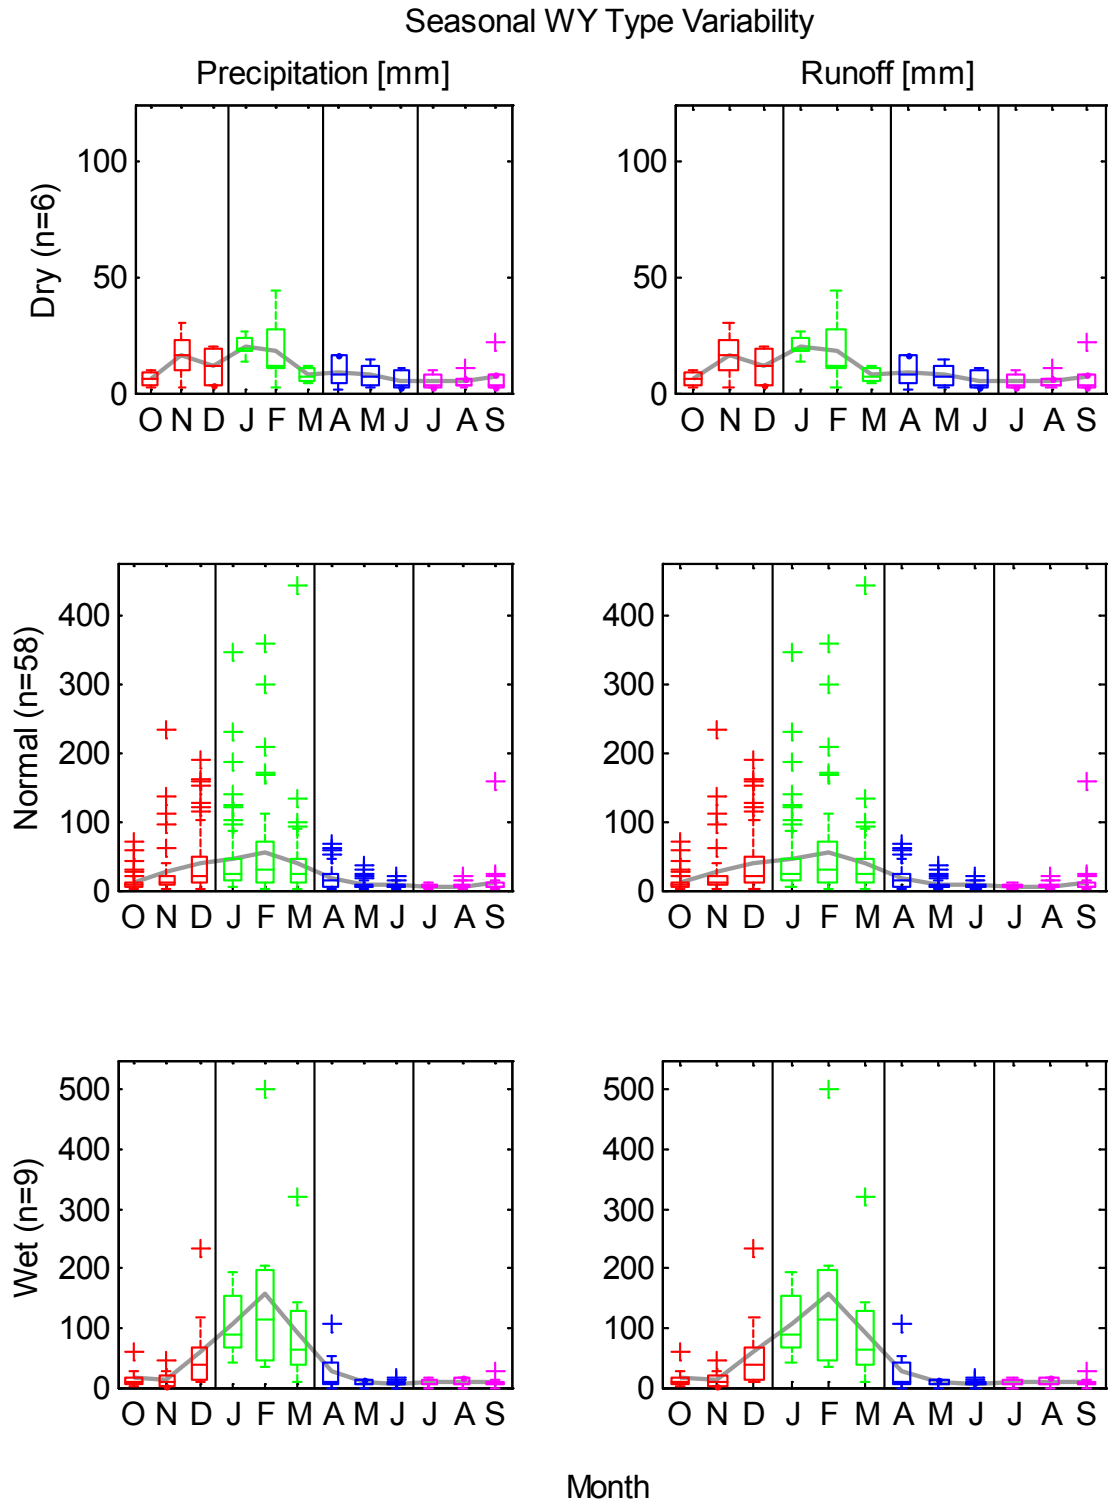 Seasonal WY Type Variability
Precipitation [mm]
Runoff [mm]
Dry (n=6)
100
50
0
O N D J F M A M J J A S
100
50
0
O N D J F M A M J J A S
Normal (n=58)
400
300
200
100
0
O N D J F M A M J J A S
400
300
200
100
0
O N D J F M A M J J A S
Wet (n=9)
500
400
300
200
100
0
O N D J F M A M J J A S
500
400
300
200
100
0
O N D J F M A M J J A S
Month